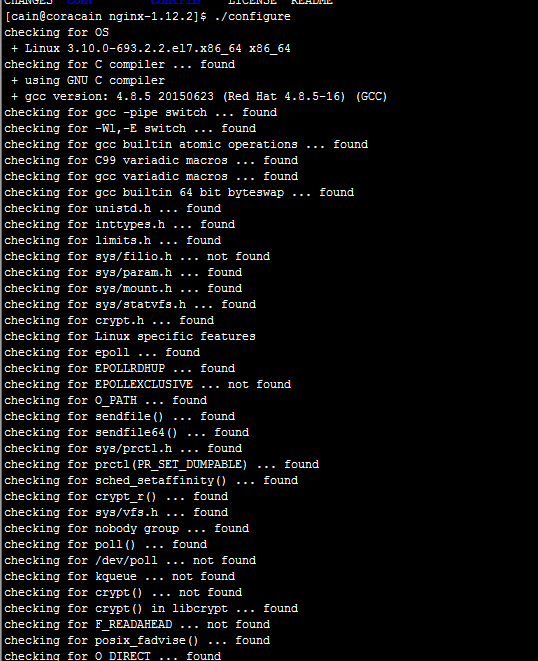 CHANGES conf contrib LICENSE README
[cain@coracain nginx-1.12.2]$ ./configure
checking for OS
 + Linux 3.10.0-693.2.2.el7.x86_64 x86_64
checking for C compiler ... found
 + using GNU C compiler
 + gcc version: 4.8.5 20150623 (Red Hat 4.8.5-16) (GCC)
checking for gcc -pipe switch ... found
checking for -Wl,-E switch ... found
checking for gcc builtin atomic operations ... found
checking for C99 variadic macros ... found
checking for gcc variadic macros ... found
checking for gcc builtin 64 bit byteswap ... found
checking for unistd.h ... found
checking for inttypes.h ... found
checking for limits.h ... found
checking for sys/filio.h ... not found
checking for sys/param.h ... found
checking for sys/mount.h ... found
checking for sys/statvfs.h ... found
checking for crypt.h ... found
checking for Linux specific features
checking for epoll ... found
checking for EPOLLRDHUP ... found
checking for EPOLLEXCLUSIVE ... not found
checking for O_PATH ... found
checking for sendfile() ... found
checking for sendfile64() ... found
checking for sys/prctl.h ... found
checking for prctl(PR_SET_DUMPABLE) ... found
checking for sched_setaffinity() ... found
checking for crypt_r() ... found
checking for sys/vfs.h ... found
checking for nobody group ... found
checking for poll() ... found
checking for /dev/poll ... not found
checking for kqueue ... not found
checking for crypt() ... not found
checking for crypt() in libcrypt ... found
checking for F_READAHEAD ... not found
checking for posix_fadvise() ... found
checking for O_DIRECT ... found